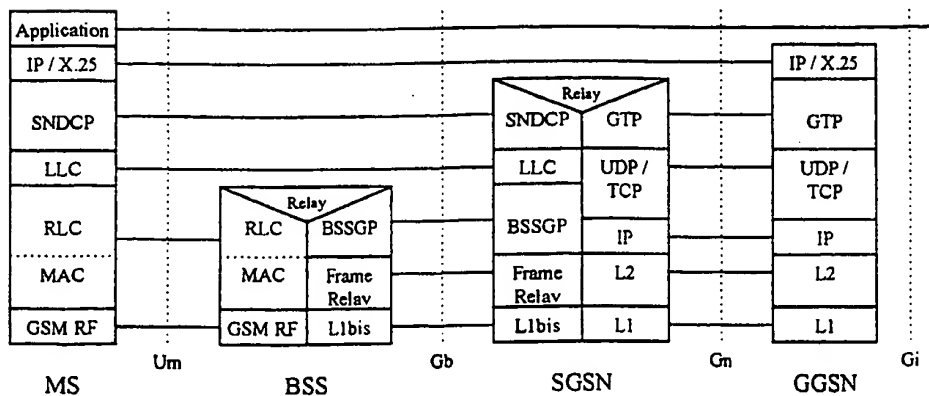 Application
IP / X.25
IP / X.25
Relay
SNDCP
SNDCP
GTP
GTP
LLC
LLC
UDP /
TCP
UDP /
TCP
Relay
RLC
RLC
BSSGP
BSSGP
IP
IP
MAC
MAC
Frame
Relay
Frame
Relay
L2
L2
GSM RF
GSM RF
L1bis
L1bis
L1
L1
Um
Gb
Gn
Gi
MS
BSS
SGSN
GGSN